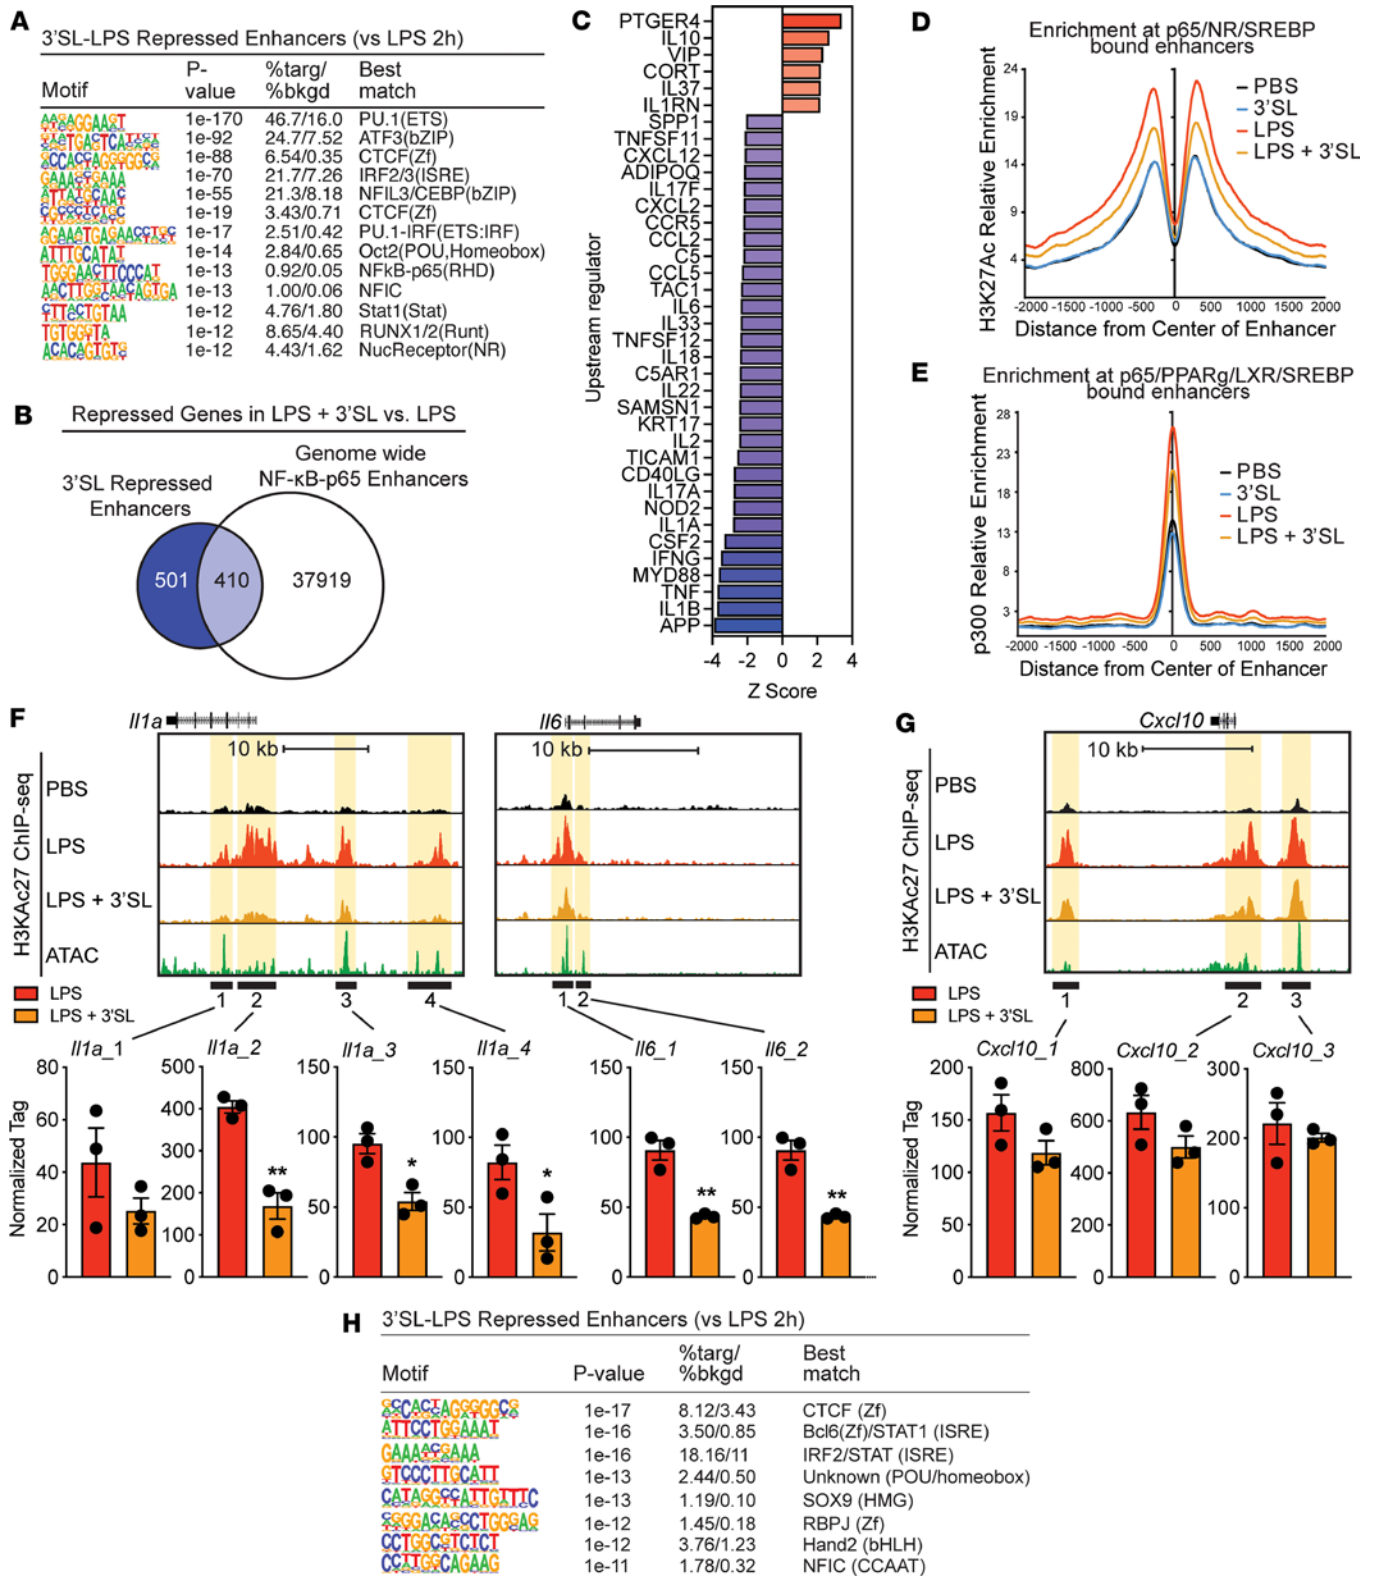 A
3'SL-LPS Repressed Enhancers (vs LPS 2h)
Motif P-value %targ/%bkgd Best match
AAGAGGAAGT 1e-170 46.7/16.0 PU.1(ETS)
1e-92 24.7/7.52 ATF3(bZIP)
1e-88 6.54/0.35 CTCF(Zf)
1e-70 21.7/7.26 IRF2/3(ISRE)
1e-55 21.3/8.18 NFIL3/CEBP(bZIP)
1e-19 3.43/0.71 CTCF(Zf)
1e-17 2.51/0.42 PU.1-IRF(ETS:IRF)
ATTTGCATAT 1e-14 2.84/0.65 Oct2(POU,Homeobox)
1e-13 0.92/0.05 NFkB-p65(RHD)
1e-13 1.00/0.06 NFIC
1e-12 4.76/1.80 Stat1(Stat)
1e-12 8.65/4.40 RUNX1/2(Runt)
1e-12 4.43/1.62 NucReceptor(NR)
B
Repressed Genes in LPS + 3'SL vs. LPS
Genome wide
NF-κB-p65 Enhancers
3'SL Repressed
Enhancers
501 410 37919
C
Upstream regulator
PTGER4
IL10
VIP
CORT
IL37
IL1RN
SPP1
TNFSF11
CXCL12
ADIPOQ
IL17F
CXCL2
CCR5
CCL2
C5
CCL5
TAC1
IL6
IL33
TNFSF12
IL18
C5AR1
IL22
SAMSN1
KRT17
IL2
TICAM1
CD40LG
IL17A
NOD2
IL1A
CSF2
IFNG
MYD88
TNF
IL1B
APP
-4 -2 0 2 4
Z Score
D
Enrichment at p65/NR/SREBP
bound enhancers
H3K27Ac Relative Enrichment
24
19
14
9
4
PBS
3'SL
LPS
LPS + 3'SL
-2000 -1500 -1000 -500 0 500 1000 2000
Distance from Center of Enhancer
E
Enrichment at p65/PPARg/LXR/SREBP
bound enhancers
p300 Relative Enrichment
28
23
18
13
8
3
PBS
3'SL
LPS
LPS + 3'SL
-2000 -1500 -1000 -500 0 500 1000 2000
Distance from Center of Enhancer
F
Il1a Il6
H3KAc27 ChIP-seq
10 kb 10 kb
PBS
LPS
LPS + 3'SL
ATAC
1 2 3 4 1 2
LPS
LPS + 3'SL
Il1a_1 Il1a_2 Il1a_3 Il1a_4 Il6_1 Il6_2
Normalized Tag
80 60 40 20 0
500 400 300 200 100 0 **
150 100 50 0 *
150 100 50 0 *
150 100 50 0 **
150 100 50 0 **
G
Cxcl10
H3KAc27 ChIP-seq
10 kb
PBS
LPS
LPS + 3'SL
ATAC
1 2 3
LPS
LPS + 3'SL
Cxcl10_1 Cxcl10_2 Cxcl10_3
Normalized Tag
200 150 100 50 0
800 600 400 200 0
300 200 100 0
H
3'SL-LPS Repressed Enhancers (vs LPS 2h)
Motif P-value %targ/%bkgd Best match
1e-17 8.12/3.43 CTCF (Zf)
ATTCCTGGAAAT 1e-16 3.50/0.85 Bcl6(Zf)/STAT1 (ISRE)
1e-16 18.16/11 IRF2/STAT (ISRE)
GTCCCTTGCATT 1e-13 2.44/0.50 Unknown (POU/homeobox)
1e-13 1.19/0.10 SOX9 (HMG)
1e-12 1.45/0.18 RBPJ (Zf)
CCTGGCGTCTCT 1e-12 3.76/1.23 Hand2 (bHLH)
CCTTGGCAGAAG 1e-11 1.78/0.32 NFIC (CCAAT)